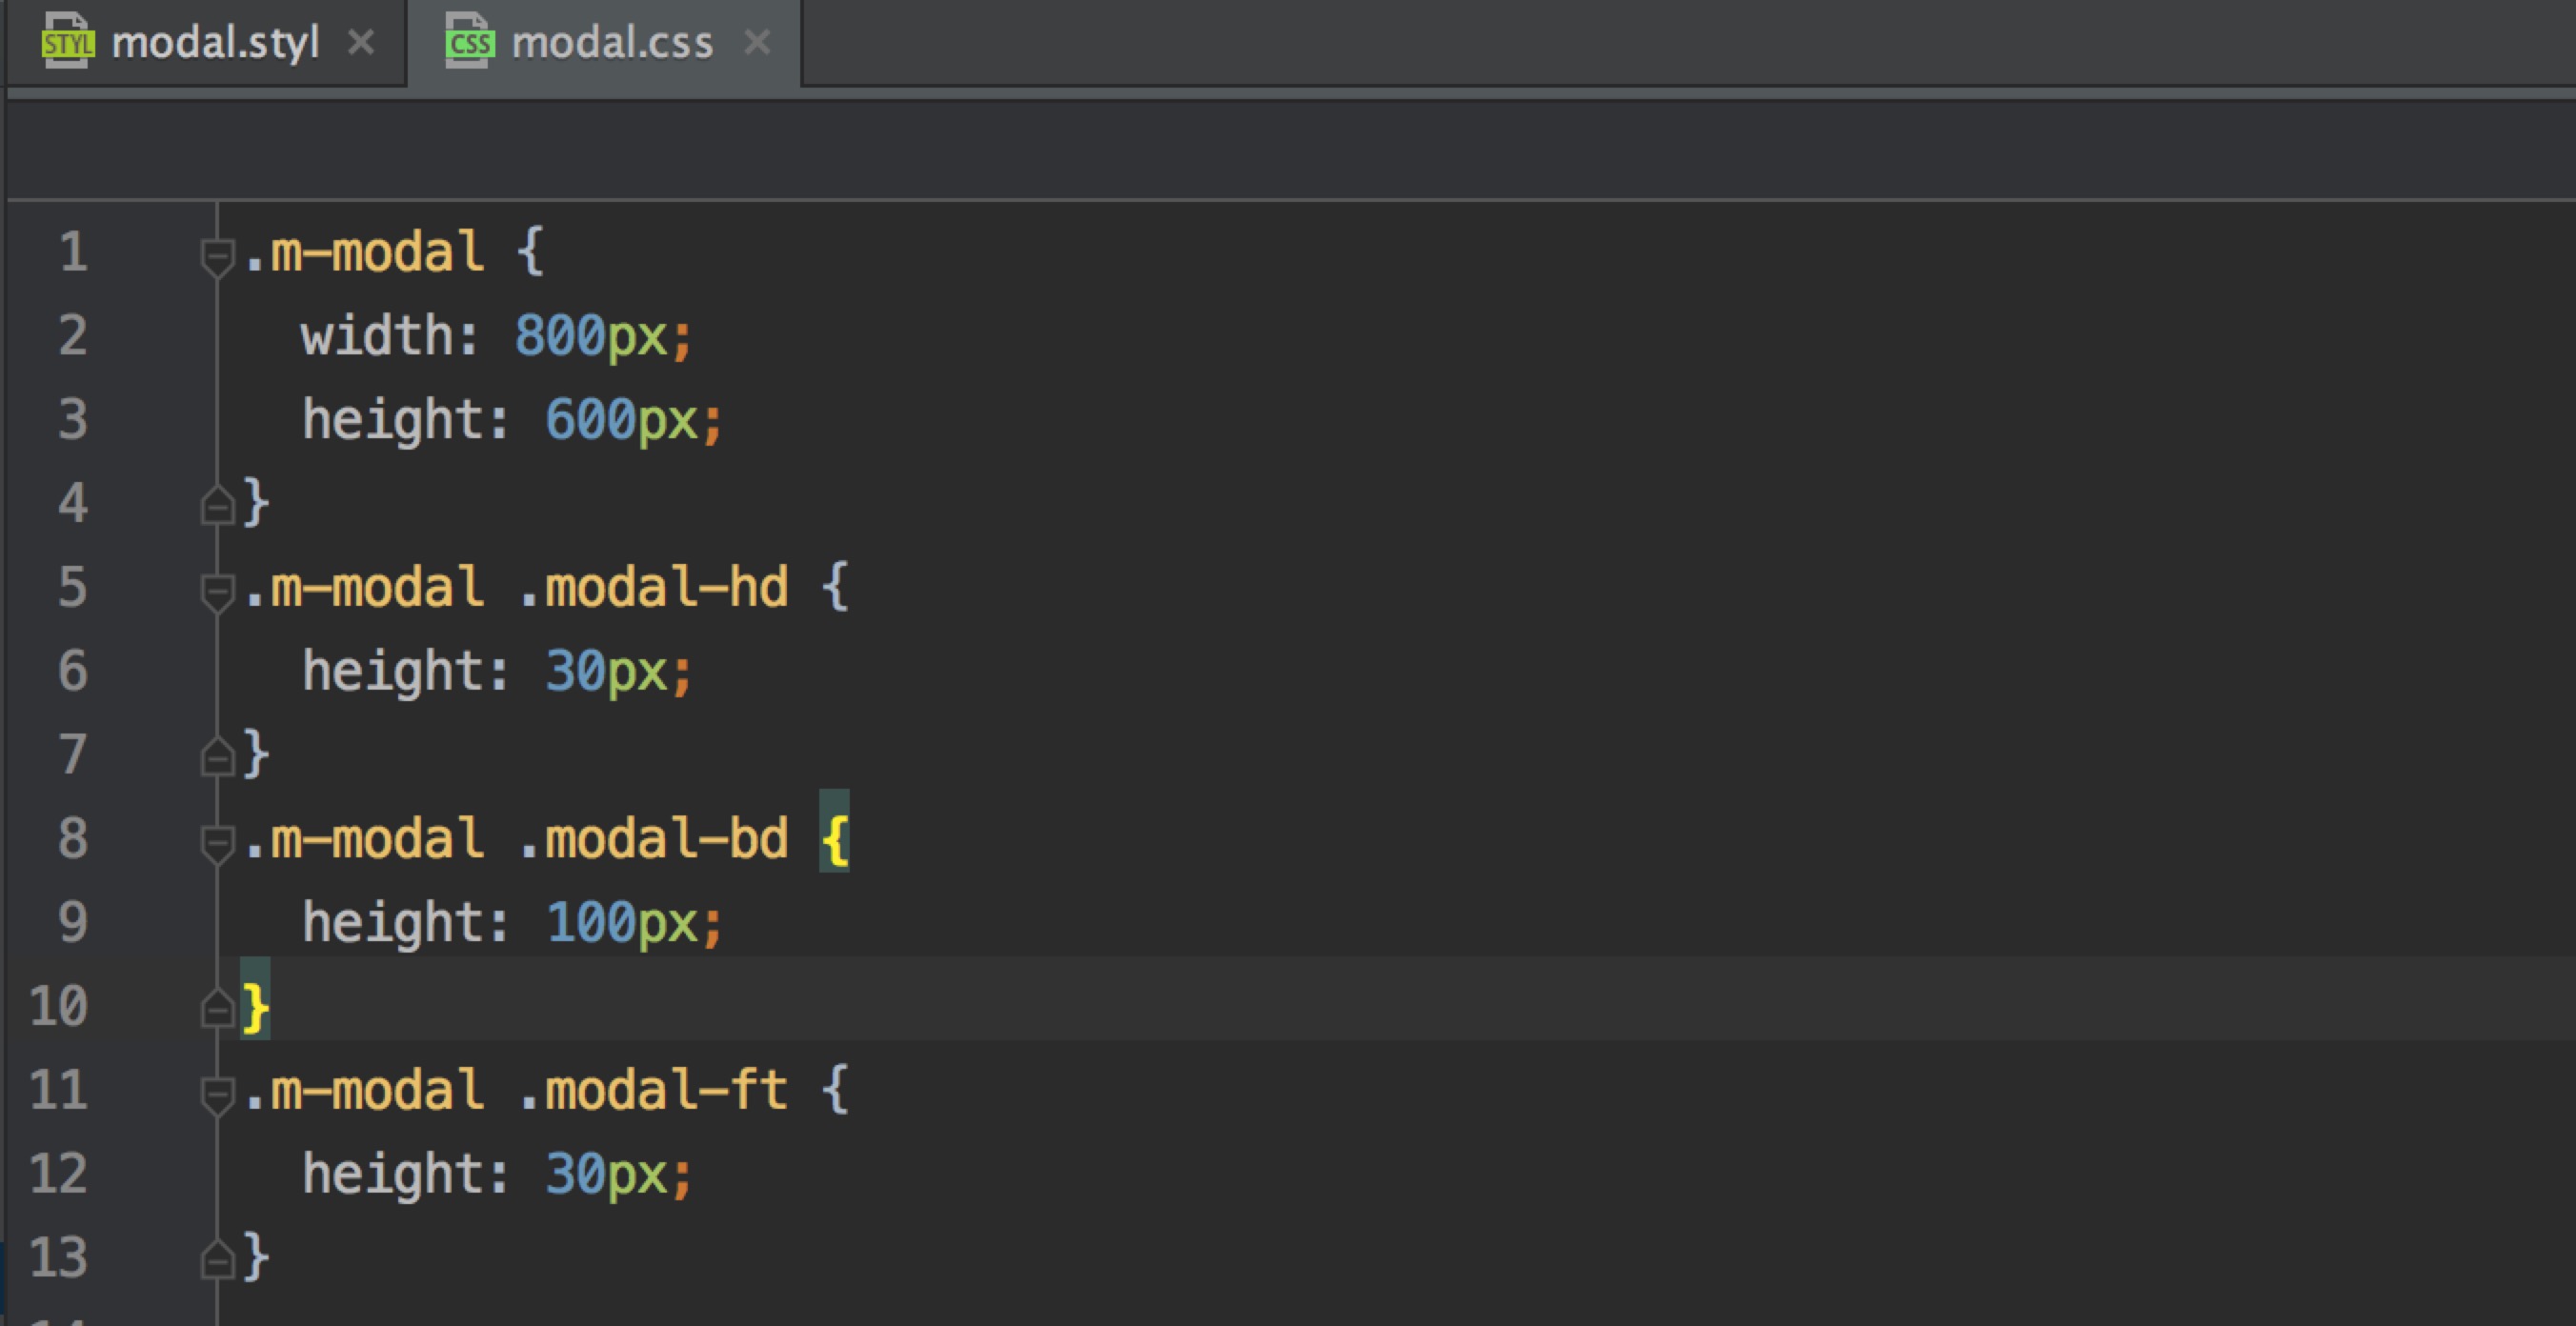 STYL modal.styl × CSS modal.css ×
1 .m-modal {
2   width: 800px;
3   height: 600px;
4 }
5 .m-modal .modal-hd {
6   height: 30px;
7 }
8 .m-modal .modal-bd {
9   height: 100px;
10 }
11 .m-modal .modal-ft {
12   height: 30px;
13 }